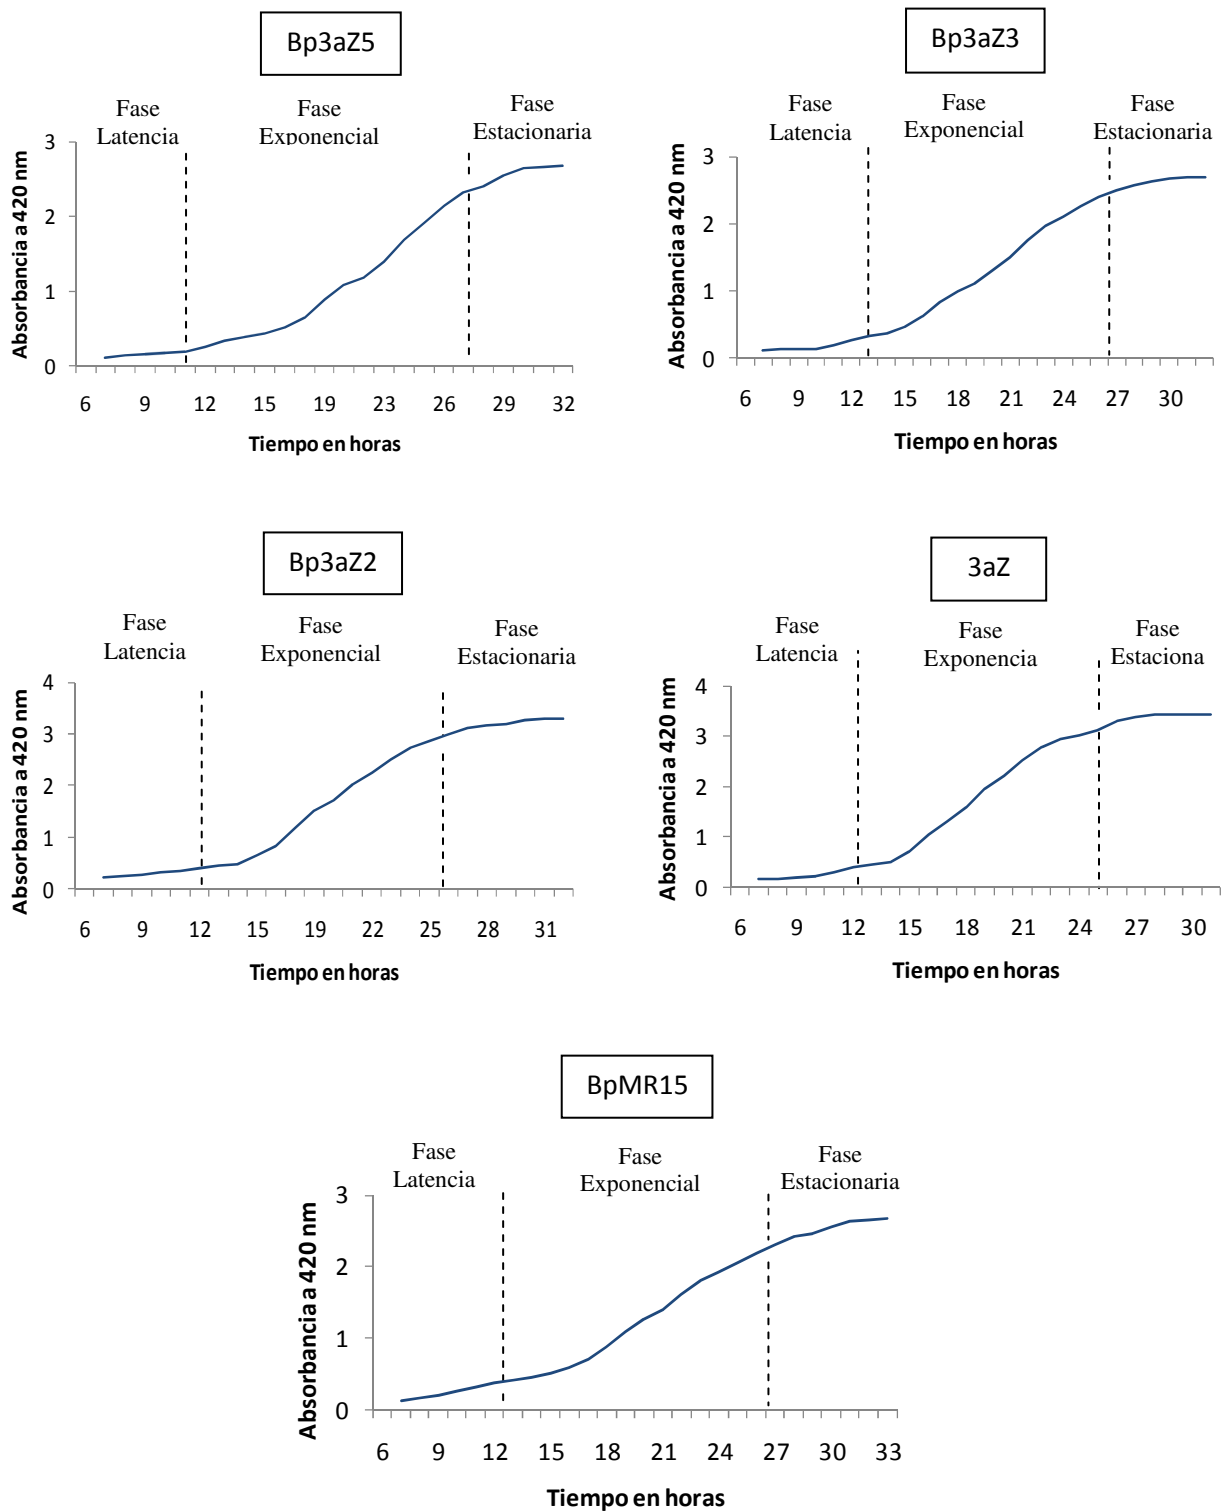 Bp3aZ5
Fase
Latencia
Fase
Exponencial
Fase
Estacionaria
Absorbancia a 420 nm
3
2
1
0
6 9 12 15 19 23 26 29 32
Tiempo en horas
Bp3aZ3
Fase
Latencia
Fase
Exponencial
Fase
Estacionaria
Absorbancia a 420 nm
3
2
1
0
6 9 12 15 18 21 24 27 30
Tiempo en horas
Bp3aZ2
Fase
Latencia
Fase
Exponencial
Fase
Estacionaria
Absorbancia a 420 nm
4
3
2
1
0
6 9 12 15 19 22 25 28 31
Tiempo en horas
3aZ
Fase
Latencia
Fase
Exponencia
Fase
Estaciona
Absorbancia a 420 nm
4
3
2
1
0
6 9 12 15 18 21 24 27 30
Tiempo en horas
BpMR15
Fase
Latencia
Fase
Exponencial
Fase
Estacionaria
Absorbancia a 420 nm
3
2
1
0
6 9 12 15 18 21 24 27 30 33
Tiempo en horas